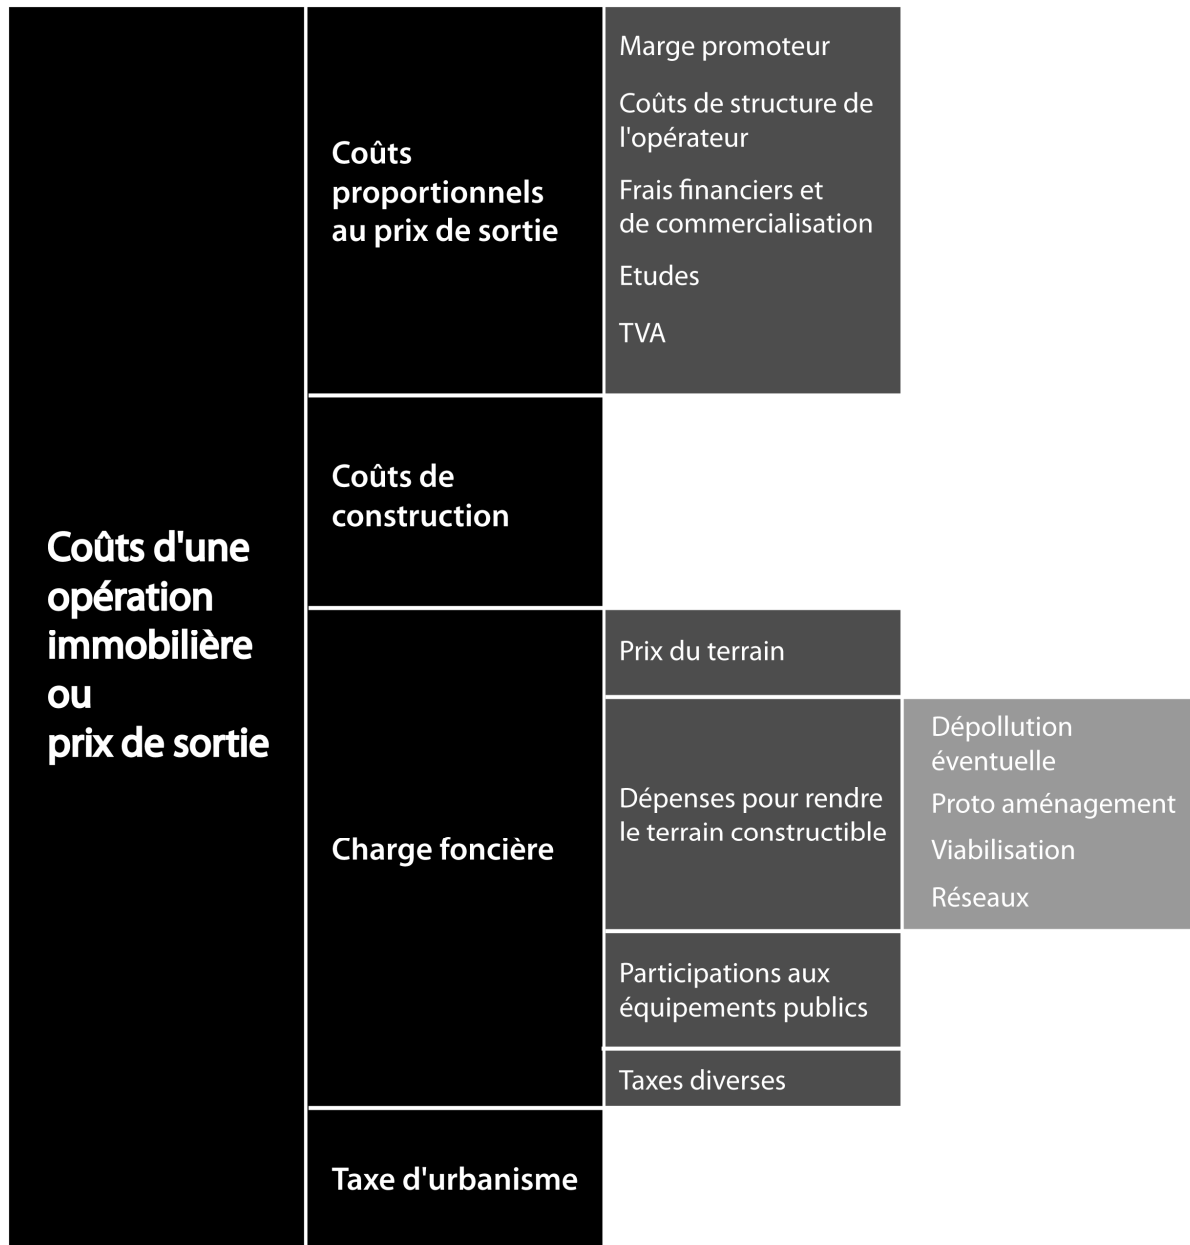 Coûts d'une
opération
immobilière
ou
prix de sortie
Coûts
proportionnels
au prix de sortie
Marge promoteur
Coûts de structure de
l'opérateur
Frais financiers et
de commercialisation
Etudes
TVA
Coûts de
construction
Charge foncière
Prix du terrain
Dépenses pour rendre
le terrain constructible
Dépollution
éventuelle
Proto aménagement
Viabilisation
Réseaux
Participations aux
équipements publics
Taxes diverses
Taxe d'urbanisme